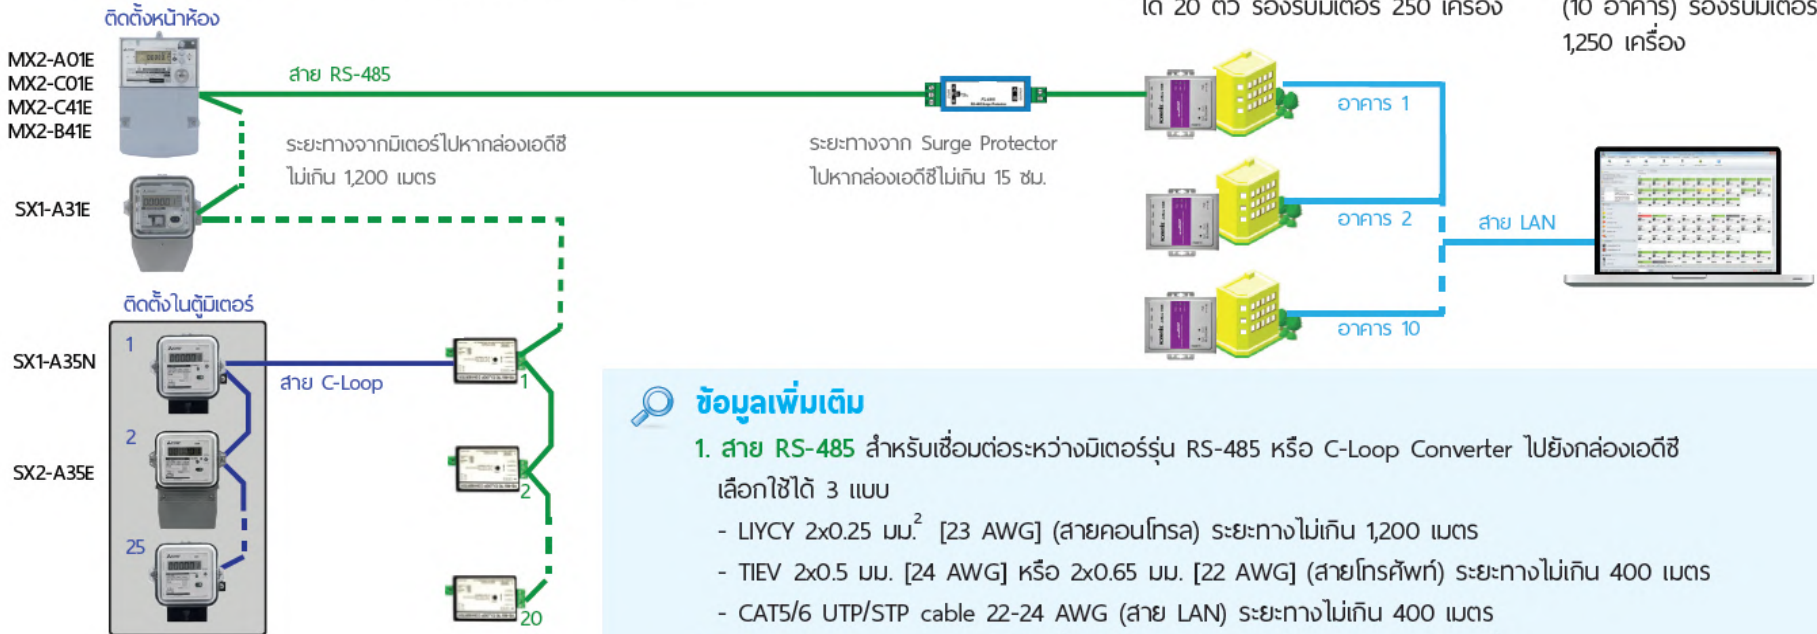 ได้ 20 ตัว รองรับมิเตอร์ 250 เครื่อง
(10 อาคาร) รองรับมิเตอร์
1,250 เครื่อง
ติดตั้งหน้าห้อง
MX2-A01E
MX2-C01E
MX2-C41E
MX2-B41E
สาย RS-485
ระยะทางจากมิเตอร์ไปหากล่องเอดีซี
ไม่เกิน 1,200 เมตร
ระยะทางจาก Surge Protector
ไปหากล่องเอดีซีไม่เกิน 15 ซม.
อาคาร 1
อาคาร 2
อาคาร 10
สาย LAN
SX1-A31E
ติดตั้งในตู้มิเตอร์
SX1-A35N
SX2-A35E
1
2
25
สาย C-Loop
1
2
20
ข้อมูลเพิ่มเติม
1. สาย RS-485 สำหรับเชื่อมต่อระหว่างมิเตอร์รุ่น RS-485 หรือ C-Loop Converter ไปยังกล่องเอดีซี
เลือกใช้ได้ 3 แบบ
- LIYCY 2x0.25 มม.² [23 AWG] (สายคอนโทรล) ระยะทางไม่เกิน 1,200 เมตร
- TIEV 2x0.5 มม. [24 AWG] หรือ 2x0.65 มม. [22 AWG] (สายโทรศัพท์) ระยะทางไม่เกิน 400 เมตร
- CAT5/6 UTP/STP cable 22-24 AWG (สาย LAN) ระยะทางไม่เกิน 400 เมตร